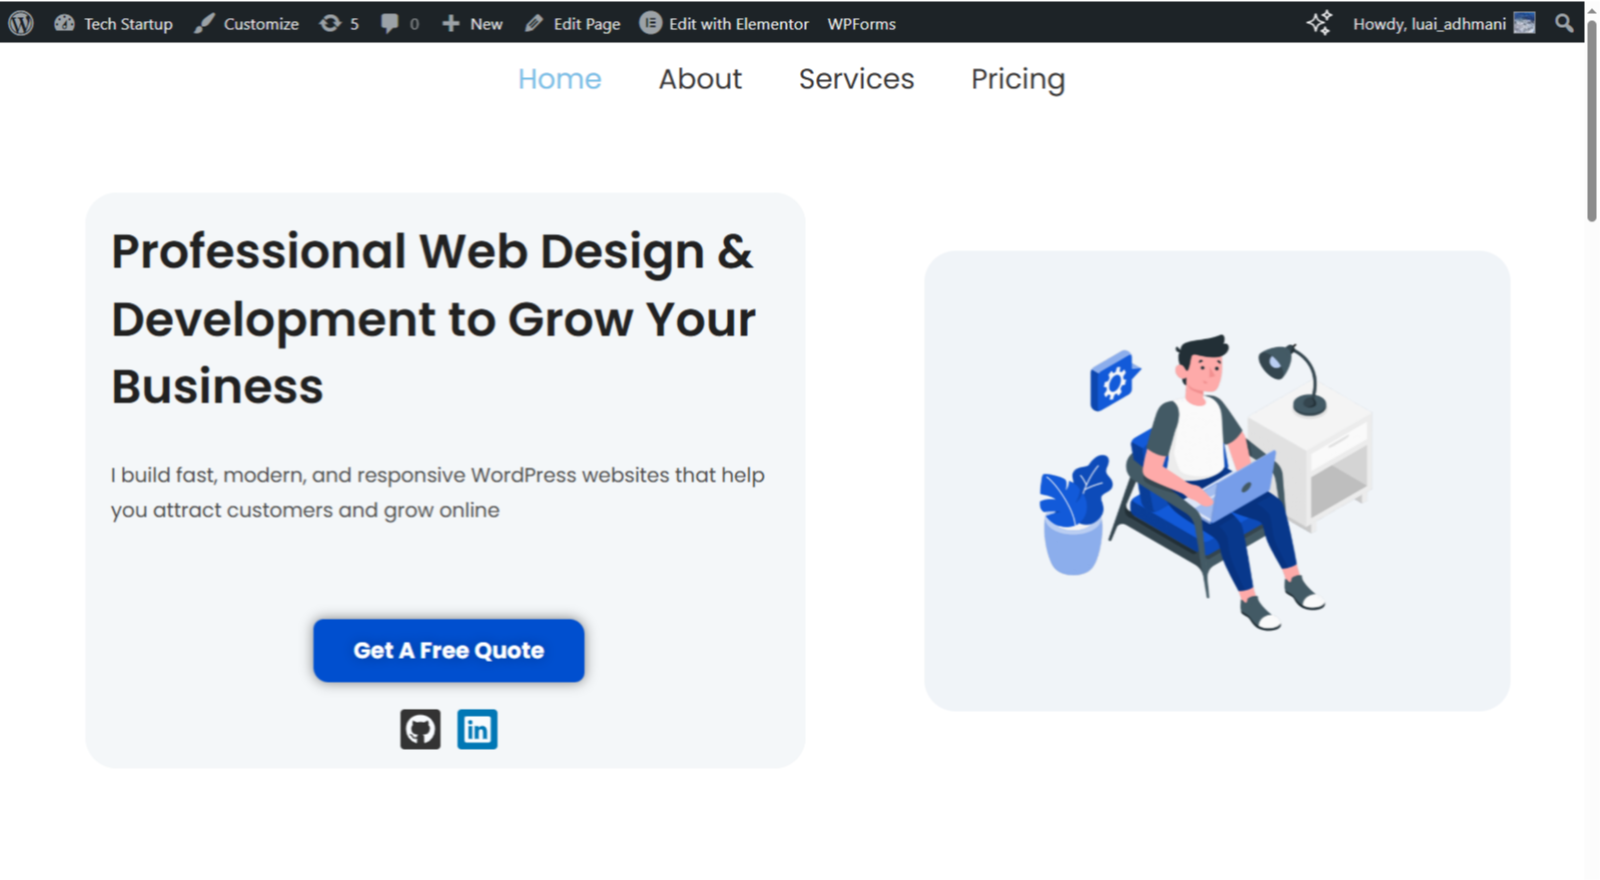 Tech Startup Customize 5 0 New Edit Page Edit with Elementor WPForms Howdy, luai_adhmani
Home About Services Pricing
Professional Web Design &
Development to Grow Your
Business
I build fast, modern, and responsive WordPress websites that help
you attract customers and grow online
Get A Free Quote
in